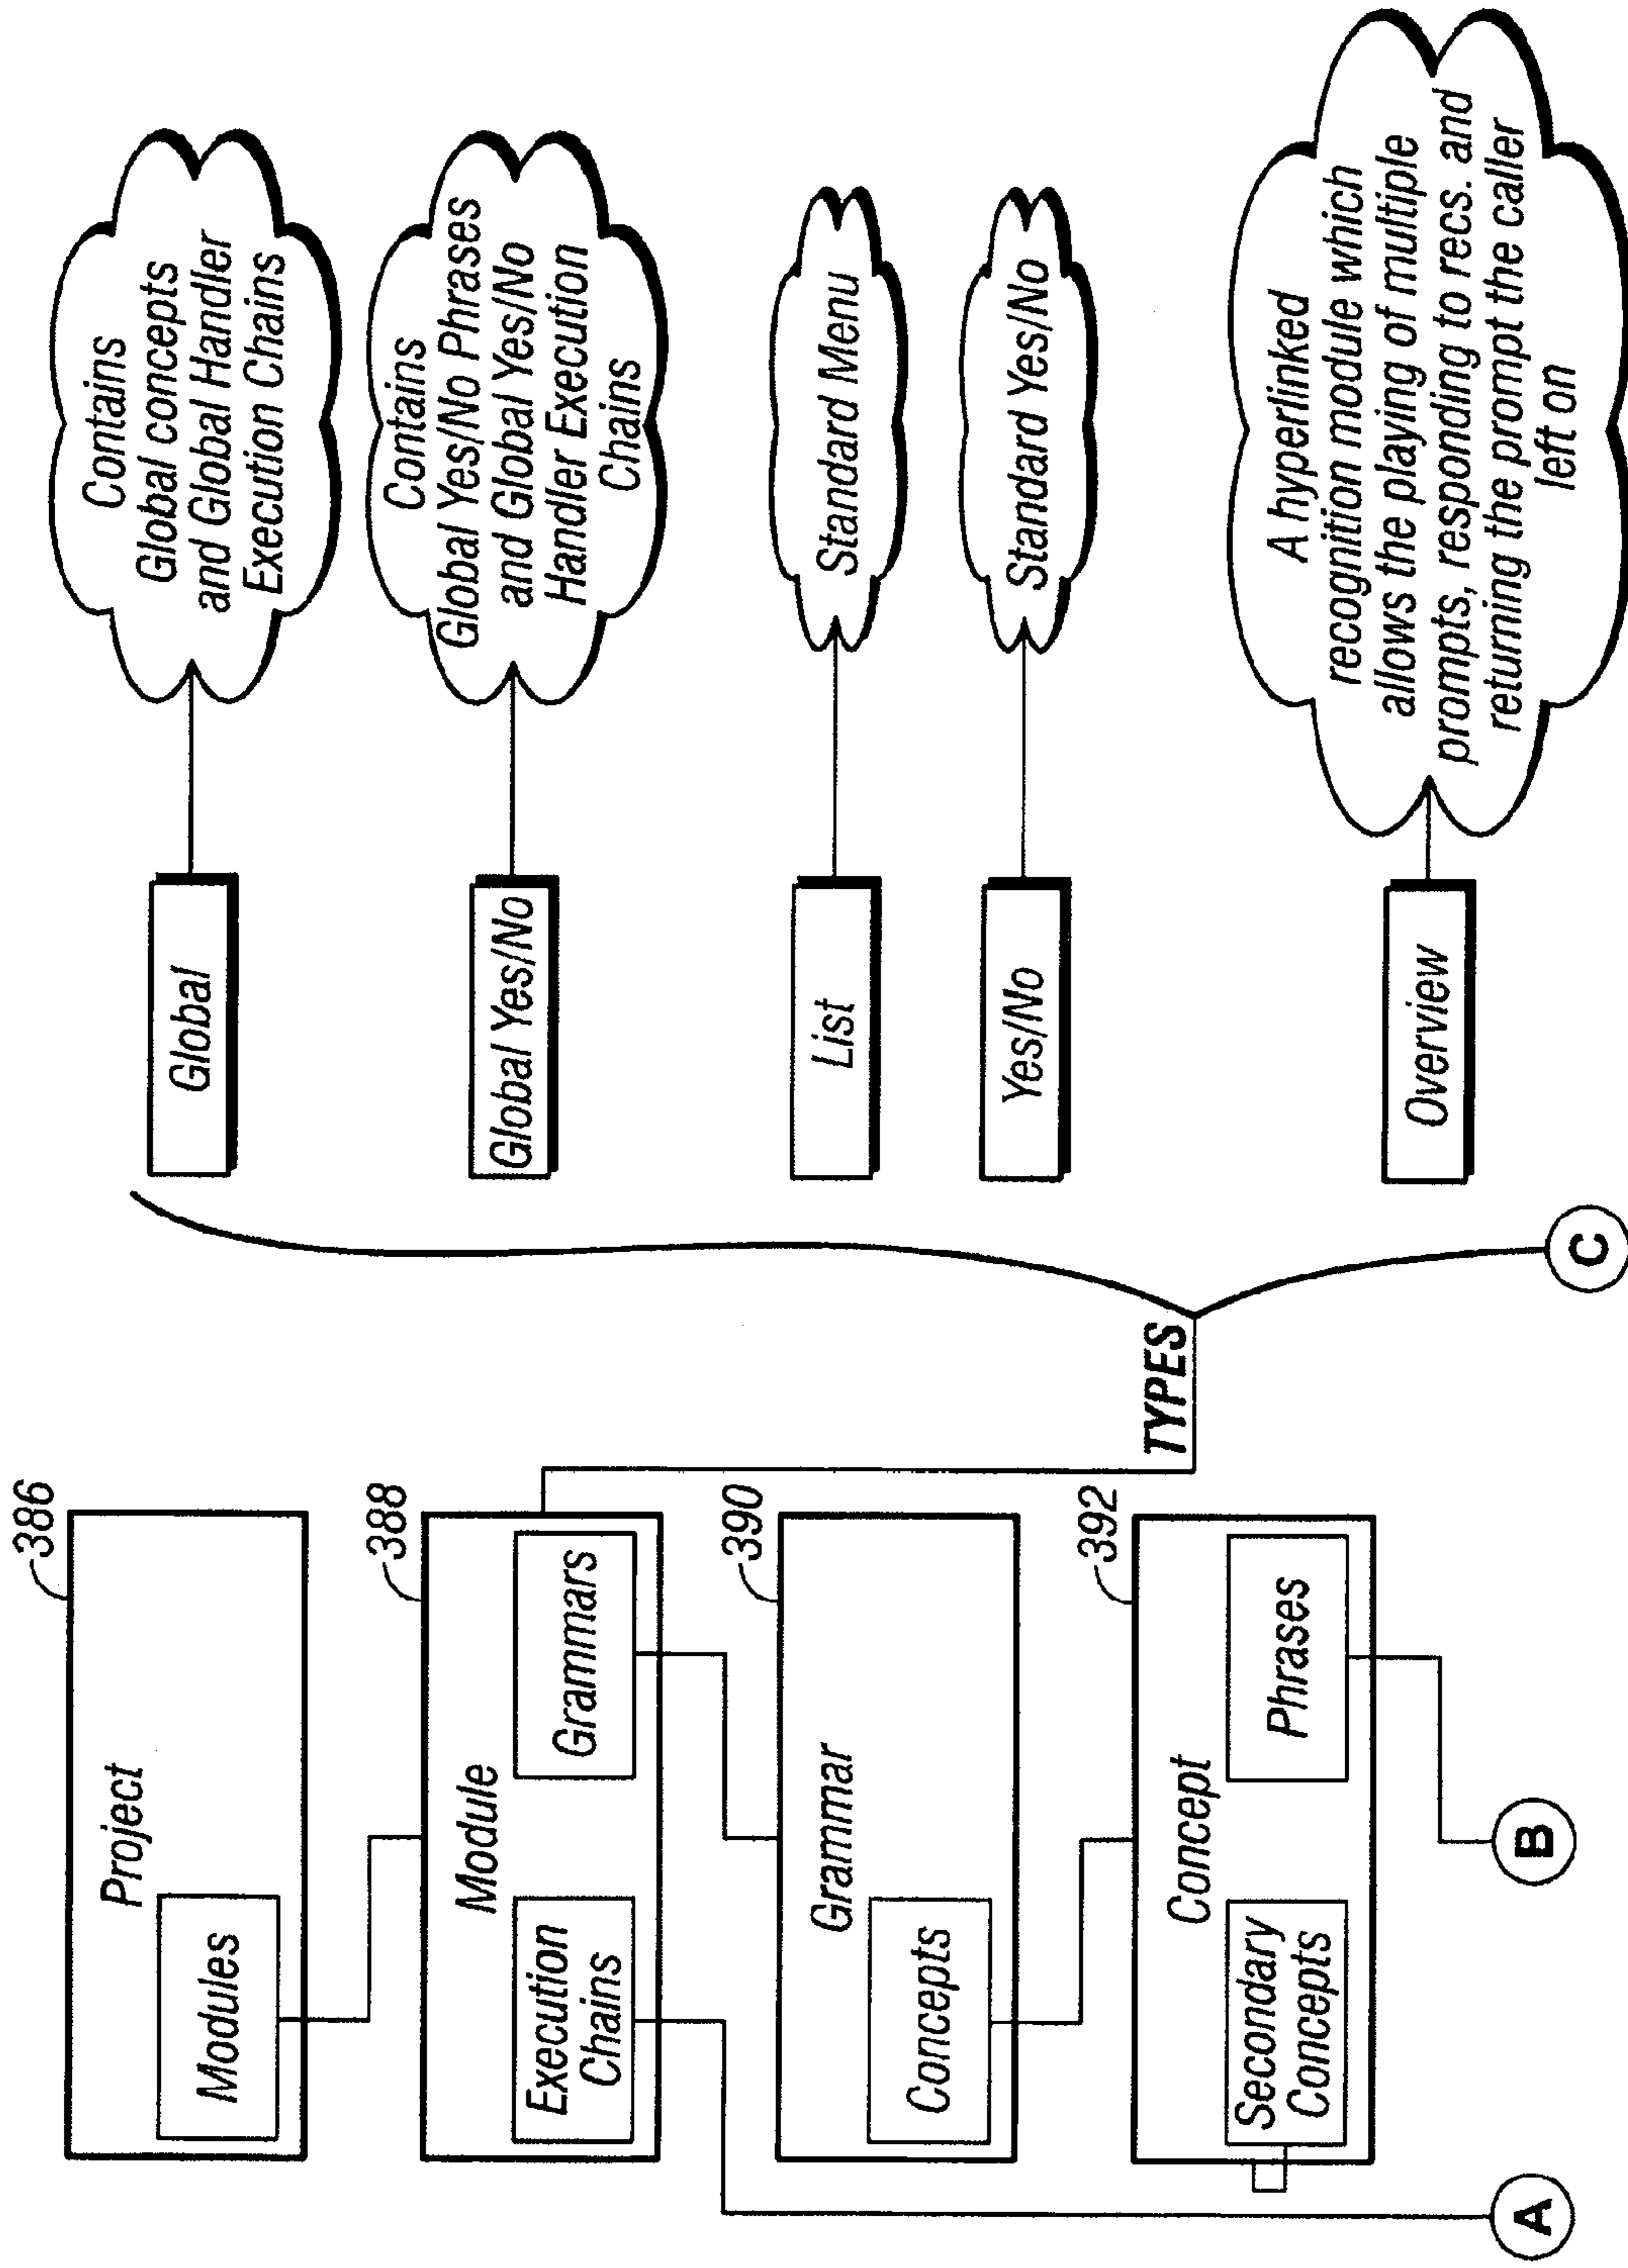 386
Project
Modules
388
Module
Execution
Chains
Grammars
390
Grammar
Concepts
392
Concept
Secondary
Concepts
Phrases
A
B
TYPES
C
Global
Contains
Global concepts
and Global Handler
Execution Chains
Global Yes/No
Contains
Global Yes/No Phrases
and Global Yes/No
Handler Execution
Chains
List
Standard Menu
Yes/No
Standard Yes/No
Overview
A hyperlinked
recognition module which
allows the playing of multiple
prompts, responding to recs. and
returning the prompt the caller
left on